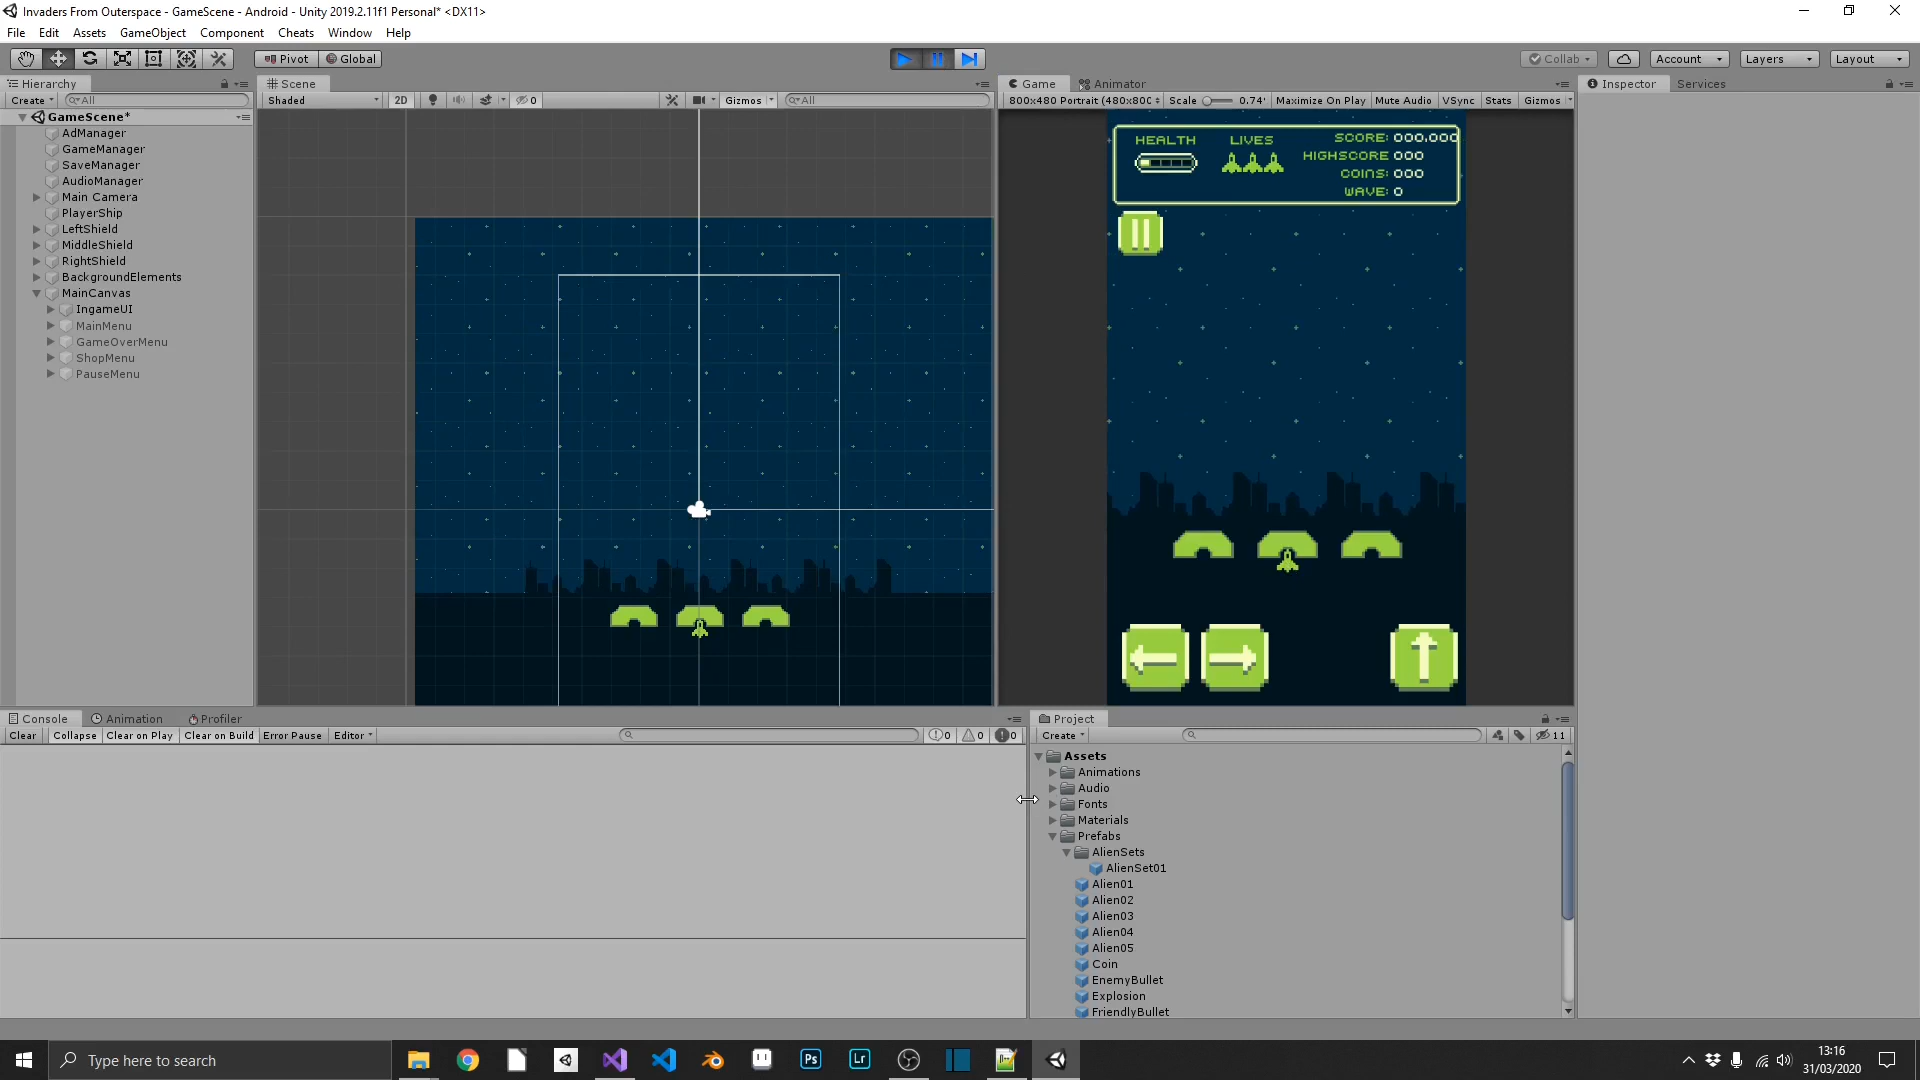 Invaders From Outerspace - GameScene - Android - Unity 2019.2.11f1 Personal* <DX11>
File Edit Assets GameObject Component Cheats Window Help
Pivot Global Collab Account Layers Layout
Hierarchy
Create All
GameScene*
AdManager
GameManager
SaveManager
AudioManager
Main Camera
PlayerShip
LeftShield
MiddleShield
RightShield
BackgroundElements
MainCanvas
IngameUI
MainMenu
GameOverMenu
ShopMenu
PauseMenu
Scene
Shaded 2D 0 Gizmos All
Game Animator
800x480 Portrait (480x800 Scale 0.74 Maximize On Play Mute Audio VSync Stats Gizmos
HEALTH LIVES SCORE: 000,000
HIGHSCORE 000
COINS: 000
WAVE: 0
Inspector Services
Console Animation Profiler
Clear Collapse Clear on Play Clear on Build Error Pause Editor 0 0 0
Project
Create 11
Assets
Animations
Audio
Fonts
Materials
Prefabs
AlienSets
AlienSet01
Alien01
Alien02
Alien03
Alien04
Alien05
Coin
EnemyBullet
Explosion
FriendlyBullet
Type here to search
Ps Lr
13:16
31/03/2020